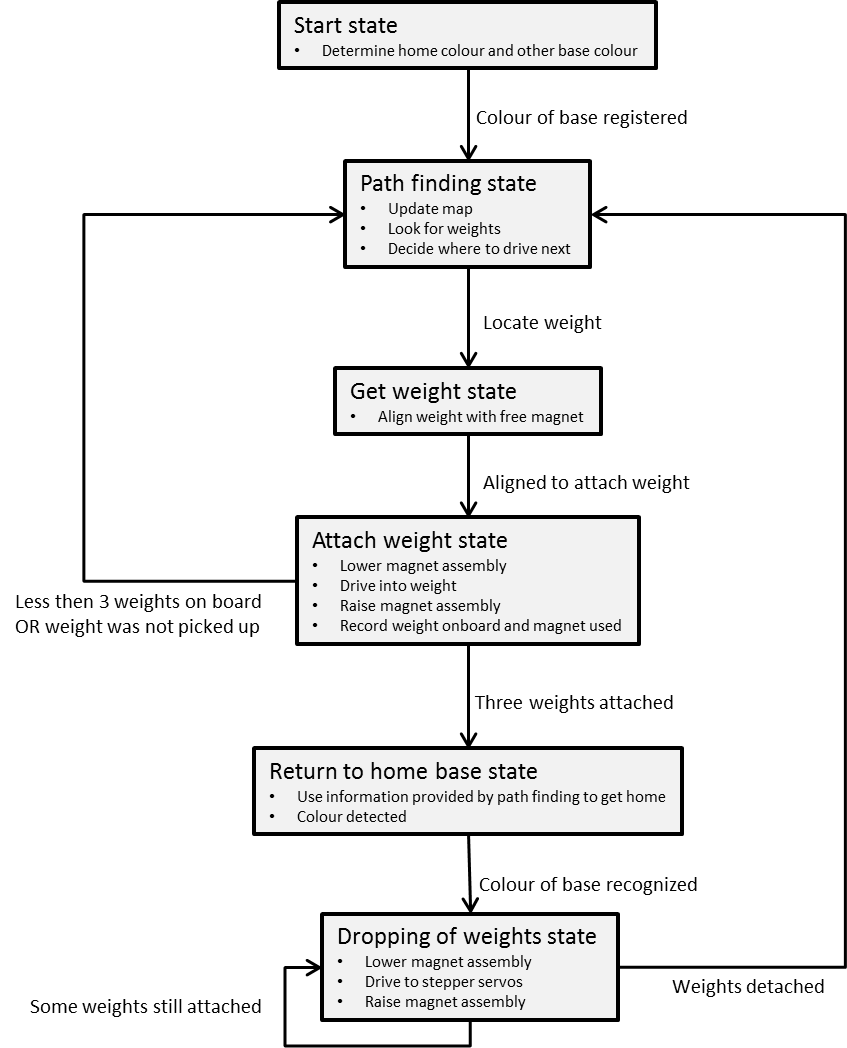 Start state
• Determine home colour and other base colour
Colour of base registered
Path finding state
• Update map
• Look for weights
• Decide where to drive next
Locate weight
Get weight state
• Align weight with free magnet
Aligned to attach weight
Attach weight state
• Lower magnet assembly
• Drive into weight
• Raise magnet assembly
• Record weight onboard and magnet used
Less then 3 weights on board
OR weight was not picked up
Three weights attached
Return to home base state
• Use information provided by path finding to get home
• Colour detected
Colour of base recognized
Dropping of weights state
• Lower magnet assembly
• Drive to stepper servos
• Raise magnet assembly
Weights detached
Some weights still attached